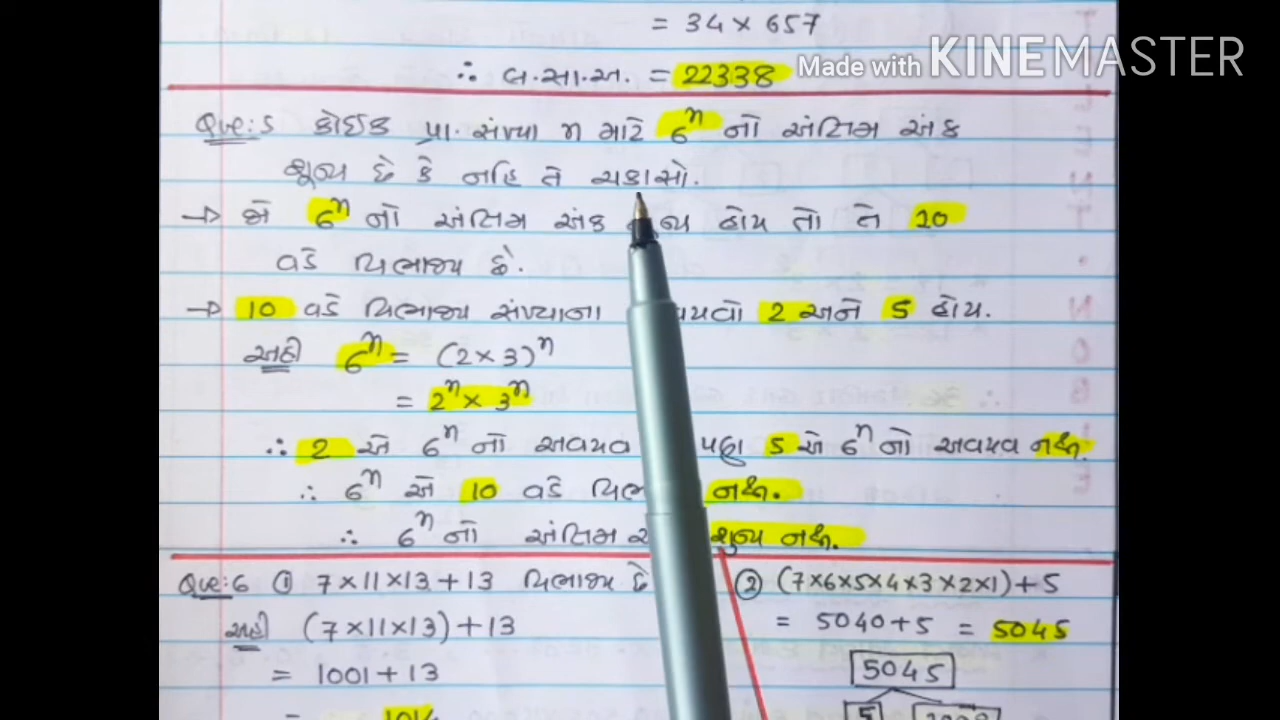 = 34 × 657
∴ લ.સા.અ. = 22338
Made with KINEMASTER
Que:5 કોઈક પ્રા. સંખ્યા n માટે 6ⁿ નો અંતિમ અંક
શૂન્ય છે કે નહિ તે ચકાસો.
→ જો 6ⁿ નો અંતિમ અંક હોય તો તે 10
વડે વિભાજ્ય છે.
→ 10 વડે વિભાજ્ય સંખ્યાના 2 અને 5 હોય.
અહીં 6ⁿ = (2×3)ⁿ
= 2ⁿ × 3ⁿ
∴ 2 એ 6ⁿ નો અવયવ પણ 5 એ 6ⁿ નો અવયવ નથી.
∴ 6ⁿ એ 10 વડે નથી.
∴ 6ⁿ નો અંતિમ શૂન્ય નથી.
Que:6 ① 7×11×13+13 વિભાજ્ય છે
અહીં (7×11×13)+13
= 1001+13
= 1014
② (7×6×5×4×3×2×1)+5
= 5040+5 = 5045
5045
5